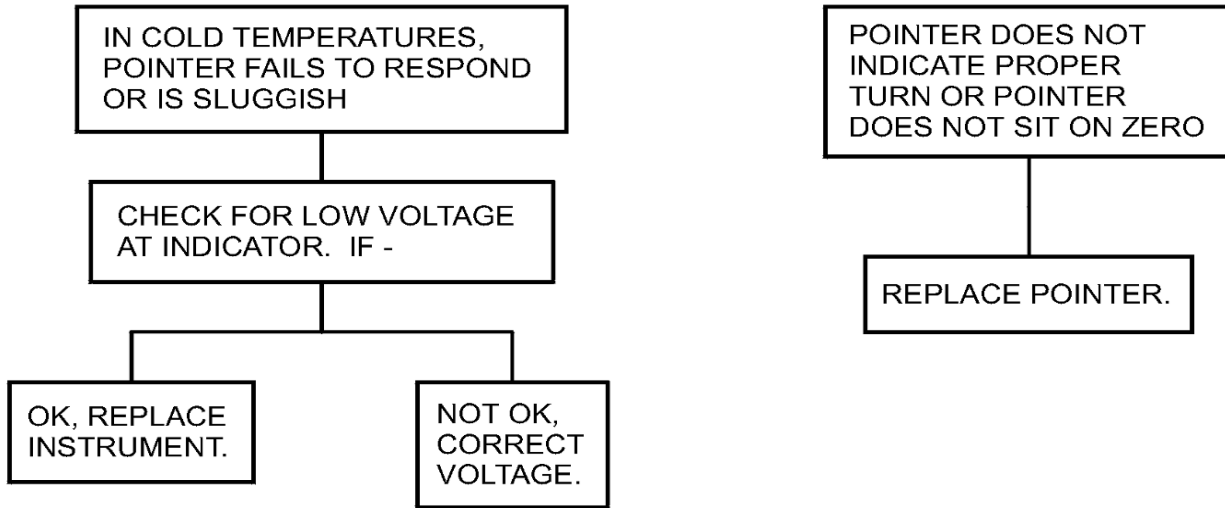 IN COLD TEMPERATURES,
POINTER FAILS TO RESPOND
OR IS SLUGGISH
CHECK FOR LOW VOLTAGE
AT INDICATOR. IF -
OK, REPLACE
INSTRUMENT.
NOT OK,
CORRECT
VOLTAGE.
POINTER DOES NOT
INDICATE PROPER
TURN OR POINTER
DOES NOT SIT ON ZERO
REPLACE POINTER.